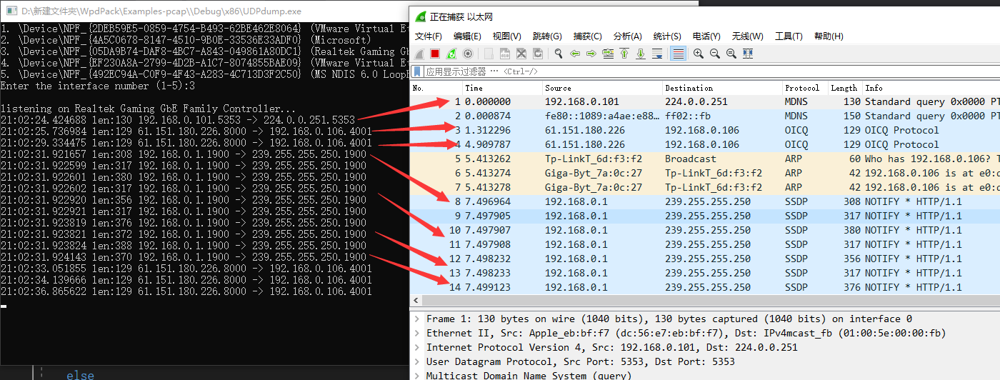 D:\新建文件夹\WpdPack\Examples-pcap\\Debug\x86\UDPdump.exe
1. \Device\NPF_{2DEB59E5-0859-4754-B493-62BE462E8064} (VMware Virtual Et
2. \Device\NPF_{4A5C0678-8147-4510-9B0E-33536E33ADF0} (Microsoft)
3. \Device\NPF_{05DA9B74-DAF8-4BC7-A843-049861A80DC1} (Realtek Gaming Gb
4. \Device\NPF_{EF230A8A-2799-4D2B-A1C7-8074855BAE09} (VMware Virtual Et
5. \Device\NPF_{492EC94A-C0F9-4F43-A283-4C713D3F2C50} (MS NDIS 6.0 Loop
Enter the interface number (1-5):3
listening on Realtek Gaming GbE Family Controller...
21:02:24.424688 len:130 192.168.0.101.5353 -> 224.0.0.251.5353
21:02:25.736984 len:129 61.151.180.226.8000 -> 192.168.0.106.4001
21:02:29.334475 len:129 61.151.180.226.8000 -> 192.168.0.106.4001
21:02:31.921657 len:308 192.168.0.1.1900 -> 239.255.255.250.1900
21:02:31.922599 len:317 192.168.0.1.1900 -> 239.255.255.250.1900
21:02:31.922601 len:380 192.168.0.1.1900 -> 239.255.255.250.1900
21:02:31.922602 len:317 192.168.0.1.1900 -> 239.255.255.250.1900
21:02:31.922920 len:356 192.168.0.1.1900 -> 239.255.255.250.1900
21:02:31.922921 len:317 192.168.0.1.1900 -> 239.255.255.250.1900
21:02:31.923819 len:376 192.168.0.1.1900 -> 239.255.255.250.1900
21:02:31.923821 len:372 192.168.0.1.1900 -> 239.255.255.250.1900
21:02:31.923824 len:388 192.168.0.1.1900 -> 239.255.255.250.1900
21:02:31.924143 len:370 192.168.0.1.1900 -> 239.255.255.250.1900
21:02:33.051855 len:129 61.151.180.226.8000 -> 192.168.0.106.4001
21:02:34.139666 len:129 61.151.180.226.8000 -> 192.168.0.106.4001
21:02:36.865622 len:129 61.151.180.226.8000 -> 192.168.0.106.4001
else
正在捕获 以太网
文件(F) 编辑(E) 视图(V) 跳转(G) 捕获(C) 分析(A) 统计(S) 电话(Y) 无线(W) 工具(T) 帮助(H)
应用显示过滤器 … <Ctrl-/>
No. Time Source Destination Protocol Length Info
1 0.000000 192.168.0.101 224.0.0.251 MDNS 130 Standard query 0x0000 PT
2 0.000874 fe80::1089:a4ae:e88… ff02::fb MDNS 150 Standard query 0x0000 PT
3 1.312296 61.151.180.226 192.168.0.106 OICQ 129 OICQ Protocol
4 4.909787 61.151.180.226 192.168.0.106 OICQ 129 OICQ Protocol
5 5.413262 Tp-LinkT_6d:f3:f2 Broadcast ARP 60 Who has 192.168.0.106? T
6 5.413274 Giga-Byt_7a:0c:27 Tp-LinkT_6d:f3:f2 ARP 42 192.168.0.106 is at e0:d
7 5.413278 Giga-Byt_7a:0c:27 Tp-LinkT_6d:f3:f2 ARP 42 192.168.0.106 is at e0:d
8 7.496964 192.168.0.1 239.255.255.250 SSDP 308 NOTIFY * HTTP/1.1
9 7.497905 192.168.0.1 239.255.255.250 SSDP 317 NOTIFY * HTTP/1.1
10 7.497907 192.168.0.1 239.255.255.250 SSDP 380 NOTIFY * HTTP/1.1
11 7.497908 192.168.0.1 239.255.255.250 SSDP 317 NOTIFY * HTTP/1.1
12 7.498232 192.168.0.1 239.255.255.250 SSDP 356 NOTIFY * HTTP/1.1
13 7.498233 192.168.0.1 239.255.255.250 SSDP 317 NOTIFY * HTTP/1.1
14 7.499123 192.168.0.1 239.255.255.250 SSDP 376 NOTIFY * HTTP/1.1
Frame 1: 130 bytes on wire (1040 bits), 130 bytes captured (1040 bits) on interface 0
Ethernet II, Src: Apple_eb:bf:f7 (dc:56:e7:eb:bf:f7), Dst: IPv4mcast_fb (01:00:5e:00:00:fb)
Internet Protocol Version 4, Src: 192.168.0.101, Dst: 224.0.0.251
User Datagram Protocol, Src Port: 5353, Dst Port: 5353
Multicast Domain Name System (query)